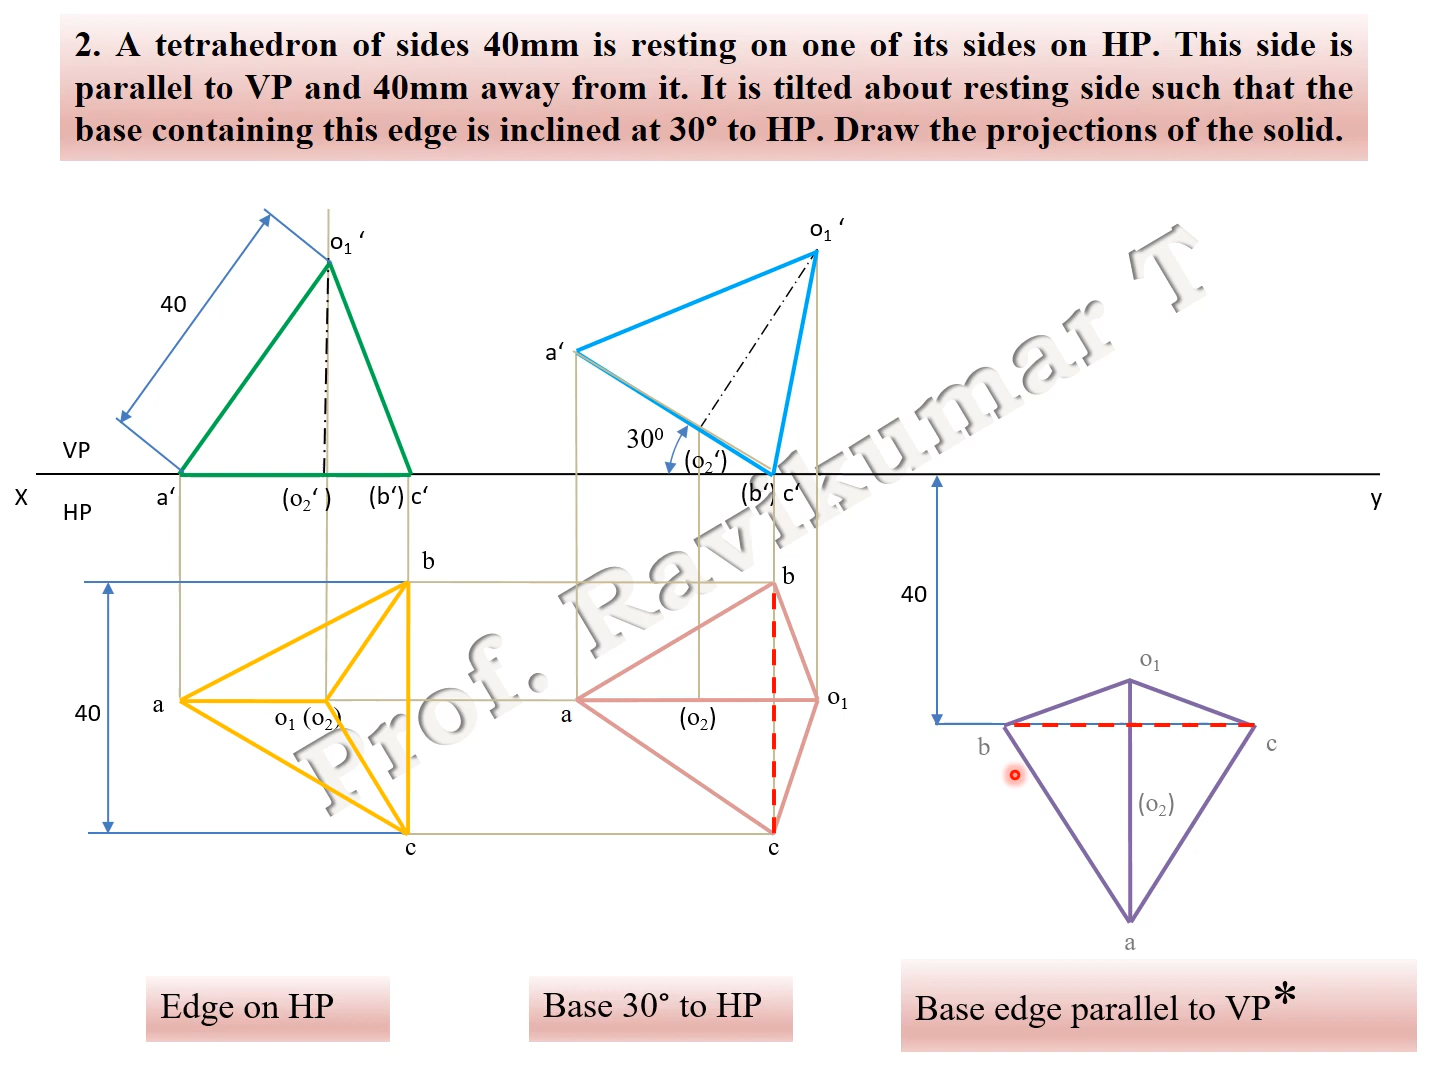 2. A tetrahedron of sides 40mm is resting on one of its sides on HP. This side is
parallel to VP and 40mm away from it. It is tilted about resting side such that the
base containing this edge is inclined at 30° to HP. Draw the projections of the solid.
o₁ ‘
o₁ ‘
40
a‘
30⁰
VP
(o₂‘)
X
a‘
(o₂‘ )
(b‘) c‘
(b‘) c‘
y
HP
b
b
40
o₁
a
o₁ (o₂)
a
(o₂)
o₁
40
b
c
(o₂)
c
c
a
Prof. Ravikumar T
Edge on HP
Base 30° to HP
Base edge parallel to VP*